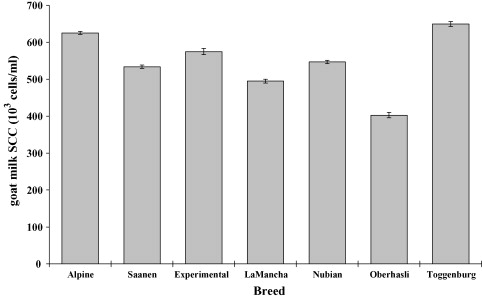 goat milk SCC (10³ cells/ml)
700
600
500
400
300
200
100
0
Alpine Saanen Experimental LaMancha Nubian Oberhasli Toggenburg
Breed